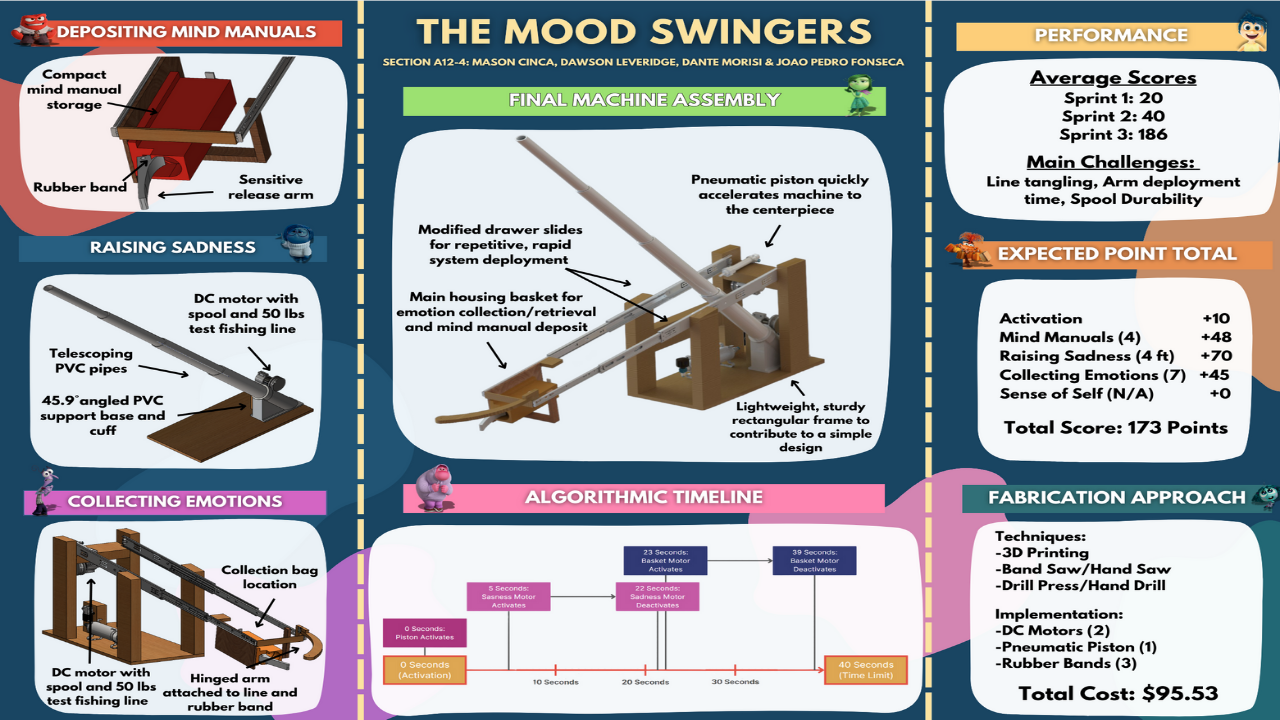 DEPOSITING MIND MANUALS
Compact
mind manual
storage
Rubber band
Sensitive
release arm
RAISING SADNESS
DC motor with
spool and 50 lbs
test fishing line
Telescoping
PVC pipes
45.9°angled PVC
support base and
cuff
COLLECTING EMOTIONS
Collection bag
location
DC motor with
spool and 50 lbs
test fishing line
Hinged arm
attached to line and
rubber band
THE MOOD SWINGERS
SECTION A12-4: MASON CINCA, DAWSON LEVERIDGE, DANTE MORISI & JOAO PEDRO FONSECA
FINAL MACHINE ASSEMBLY
Pneumatic piston quickly
accelerates machine to
the centerpiece
Modified drawer slides
for repetitive, rapid
system deployment
Main housing basket for
emotion collection/retrieval
and mind manual deposit
Lightweight, sturdy
rectangular frame to
contribute to a simple
design
ALGORITHMIC TIMELINE
23 Seconds:
Basket Motor
Activates
39 Seconds:
Basket Motor
Deactivates
5 Seconds:
Sasness Motor
Activates
22 Seconds:
Sadness Motor
Deactivates
0 Seconds:
Piston Activates
0 Seconds
(Activation)
10 Seconds
20 Seconds
30 Seconds
40 Seconds
(Time Limit)
PERFORMANCE
Average Scores
Sprint 1: 20
Sprint 2: 40
Sprint 3: 186
Main Challenges:
Line tangling, Arm deployment
time, Spool Durability
EXPECTED POINT TOTAL
Activation +10
Mind Manuals (4) +48
Raising Sadness (4 ft) +70
Collecting Emotions (7) +45
Sense of Self (N/A) +0
Total Score: 173 Points
FABRICATION APPROACH
Techniques:
-3D Printing
-Band Saw/Hand Saw
-Drill Press/Hand Drill
Implementation:
-DC Motors (2)
-Pneumatic Piston (1)
-Rubber Bands (3)
Total Cost: $95.53